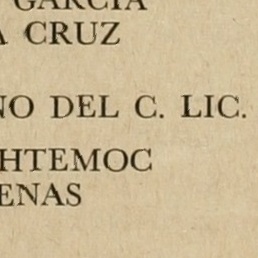 GARCIA
A CRUZ
NO DEL C. LIC.
HTEMOC
ENAS